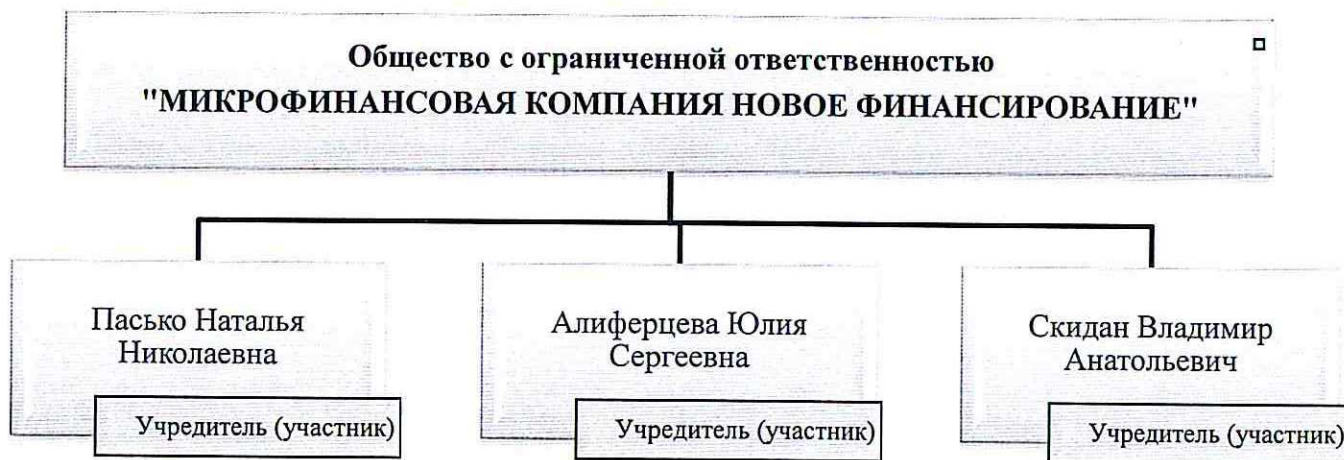 Общество с ограниченной ответственностью
"МИКРОФИНАНСОВАЯ КОМПАНИЯ НОВОЕ ФИНАНСИРОВАНИЕ"
Пасько Наталья
Николаевна
Учредитель (участник)
Алиферцева Юлия
Сергеевна
Учредитель (участник)
Скидан Владимир
Анатольевич
Учредитель (участник)